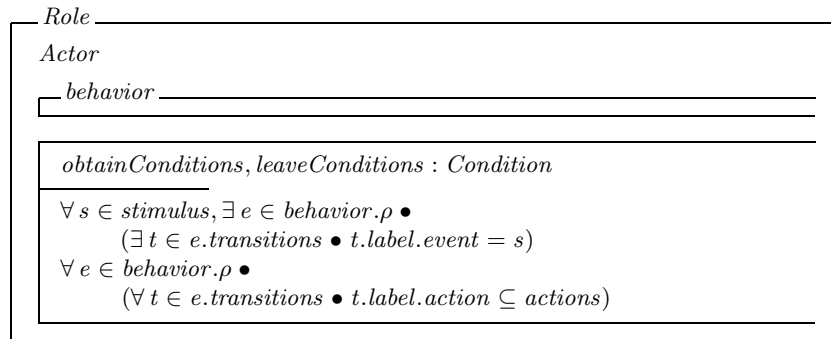 Role
Actor
behavior
obtainConditions, leaveConditions : Condition
∀ s ∈ stimulus, ∃ e ∈ behavior.ρ •
(∃ t ∈ e.transitions • t.label.event = s)
∀ e ∈ behavior.ρ •
(∀ t ∈ e.transitions • t.label.action ⊆ actions)